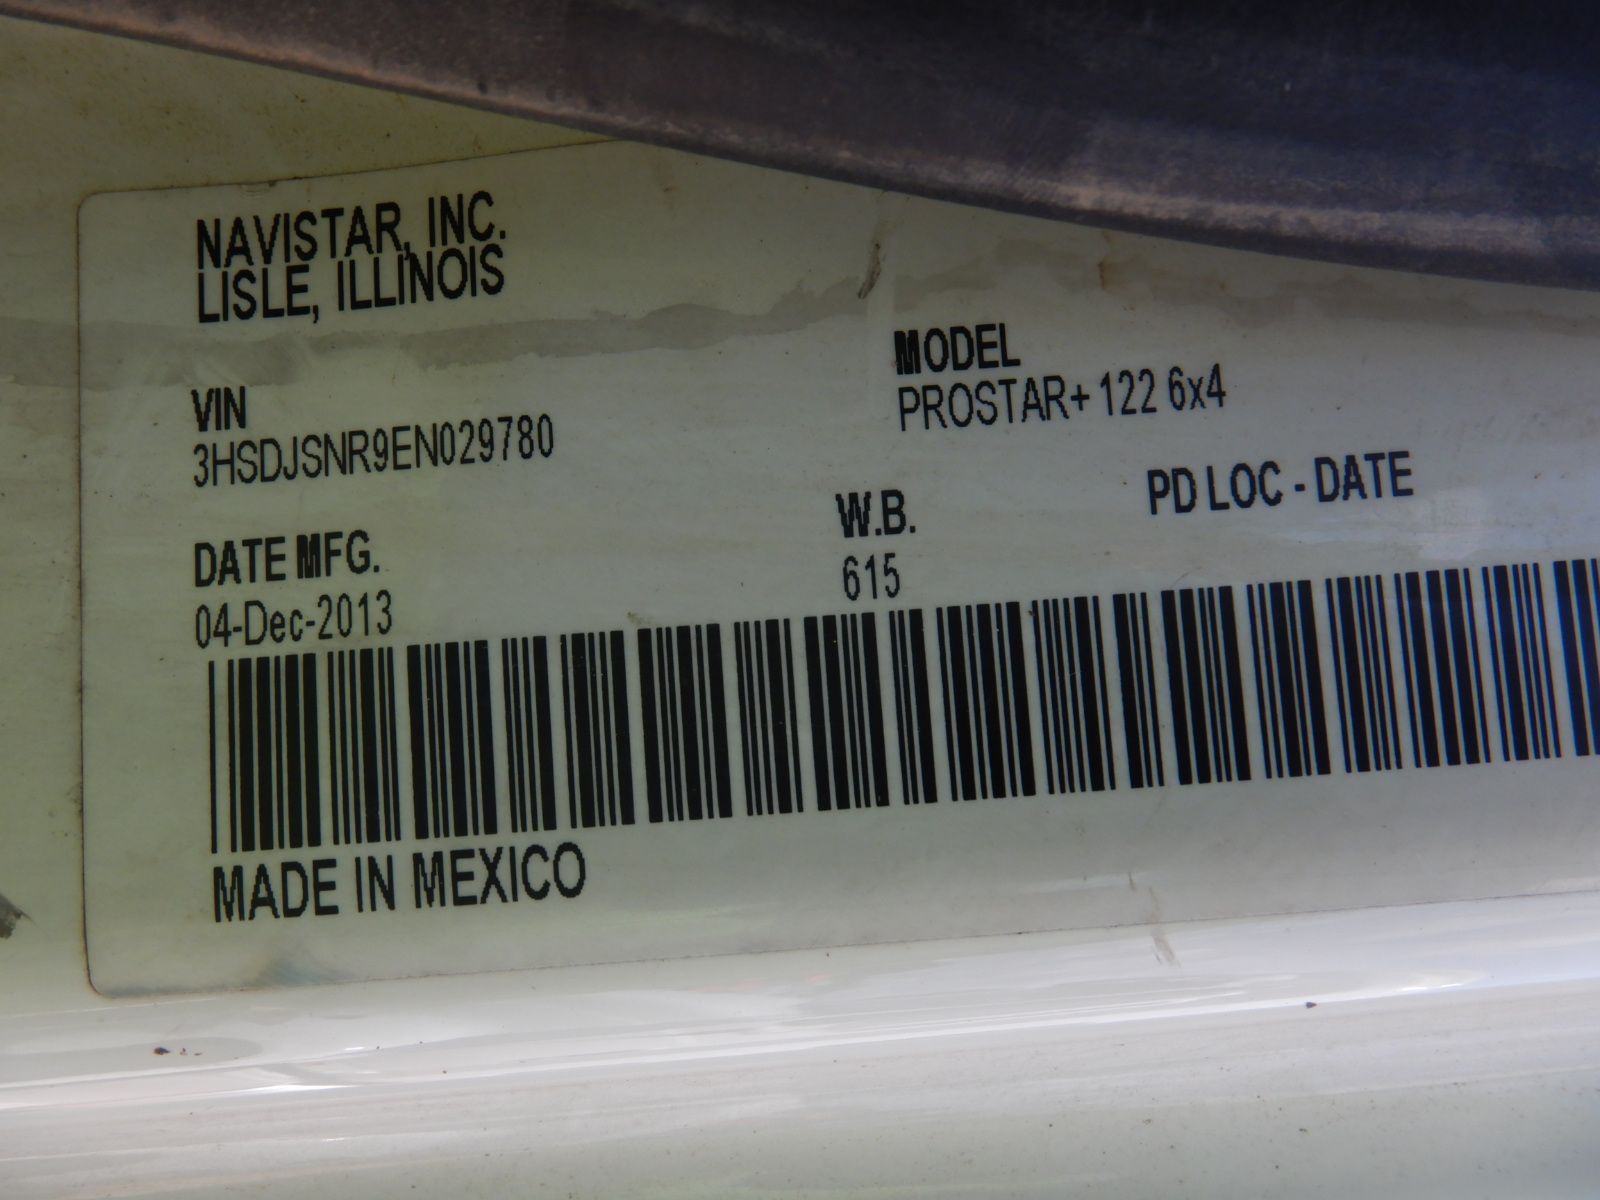 NAVISTAR, INC.
LISLE, ILLINOIS
VIN
3HSDJSNR9EN029780
MODEL
PROSTAR+ 122 6x4
DATE MFG.
04-Dec-2013
W.B.
615
PD LOC - DATE
MADE IN MEXICO